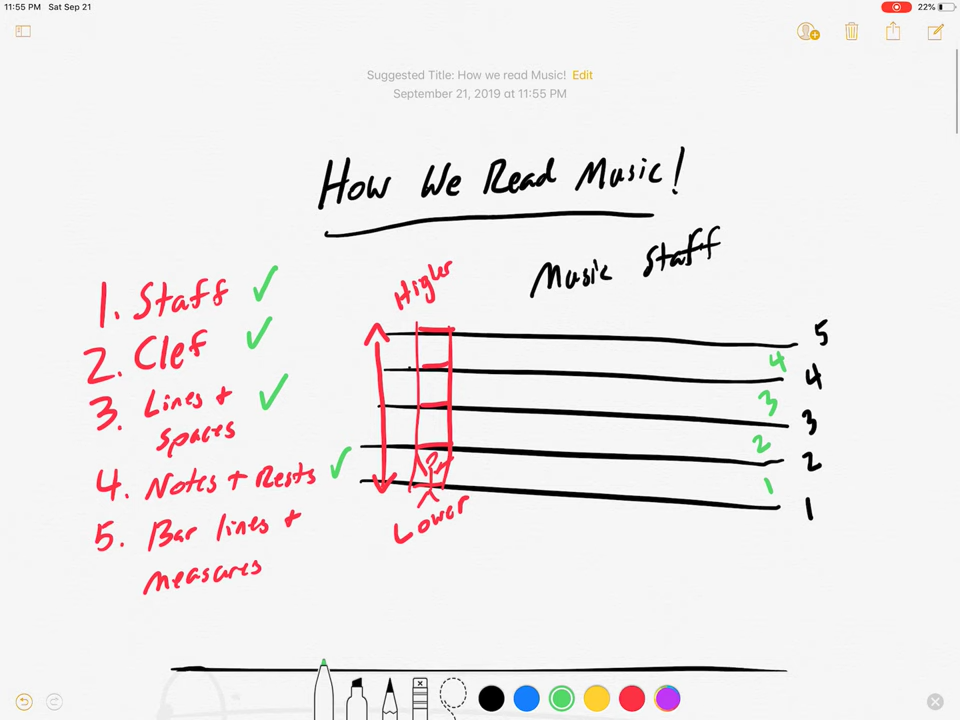 11:55 PM Sat Sep 21
22%
Suggested Title: How we read Music! Edit
September 21, 2019 at 11:55 PM
How We Read Music!
Music Staff
Higher
1. Staff ✓
2. Clef ✓
3. Lines + ✓
spaces
4. Notes + Rests ✓
5. Bar lines +
measures
Lower
5
4
4
3
3
2
2
1
1